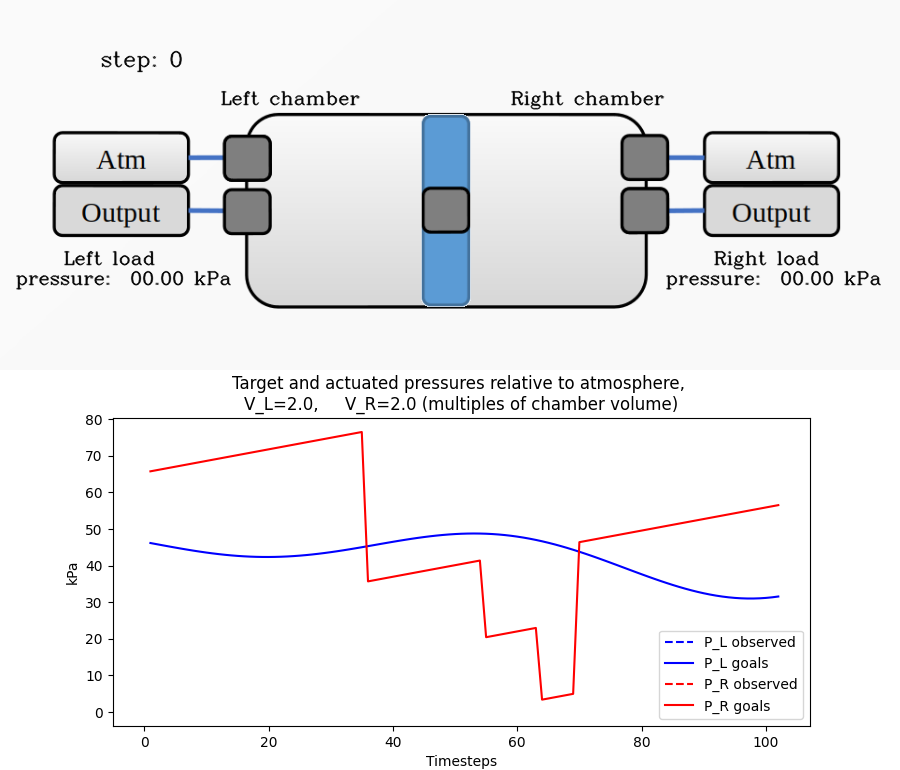 step: 0
Left chamber
Right chamber
Atm
Atm
Output
Output
Left load
pressure: 00.00 kPa
Right load
pressure: 00.00 kPa
Target and actuated pressures relative to atmosphere,
V_L=2.0, V_R=2.0 (multiples of chamber volume)
80
70
60
50
40
30
20
10
0
kPa
P_L observed
P_L goals
P_R observed
P_R goals
0
20
40
60
80
100
Timesteps